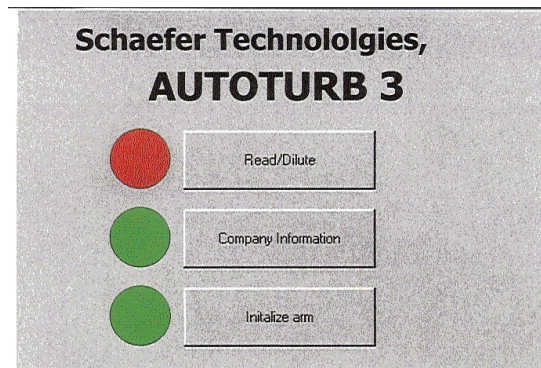 Schaefer Technololgies,
AUTOTURB 3
Read/Dilute
Company Information
Initalize arm